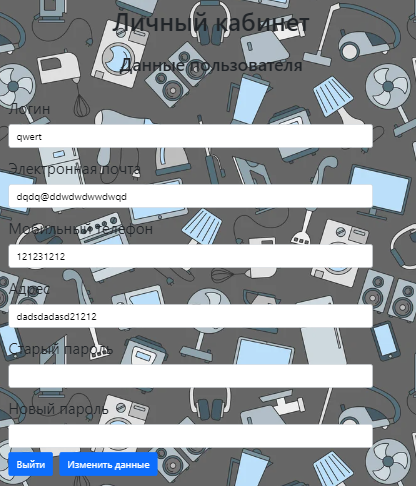 Личный кабинет
Данные пользователя
Логин
qwert
Электронная почта
dqdq@ddwdwdwwdwqd
Мобильный телефон
121231212
Адрес
dadsdadasd21212
Старый пароль
Новый пароль
Выйти Изменить данные